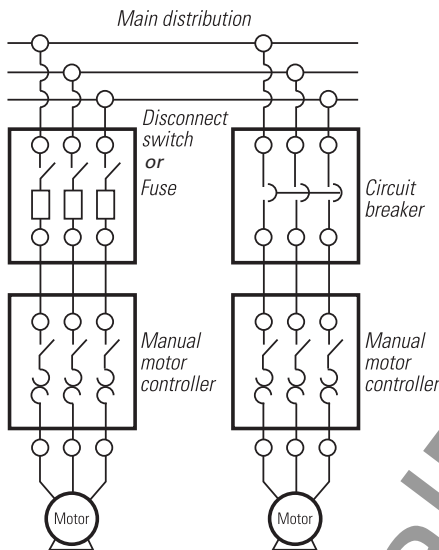 Main distribution
Disconnect
switch
or
Fuse
Circuit
breaker
Manual
motor
controller
Manual
motor
controller
Motor
Motor